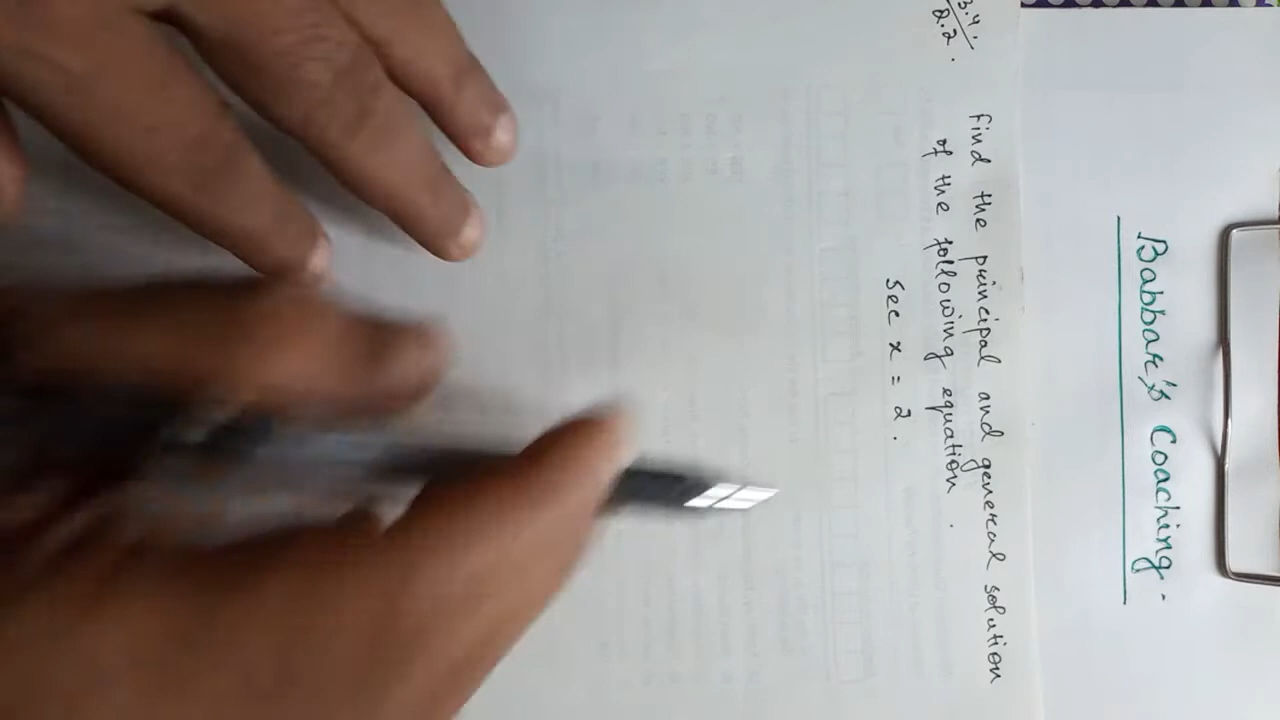 Babbar's Coaching.
3.4.
Q.2. Find the principal and general solution
of the following equation.
Sec x = 2.